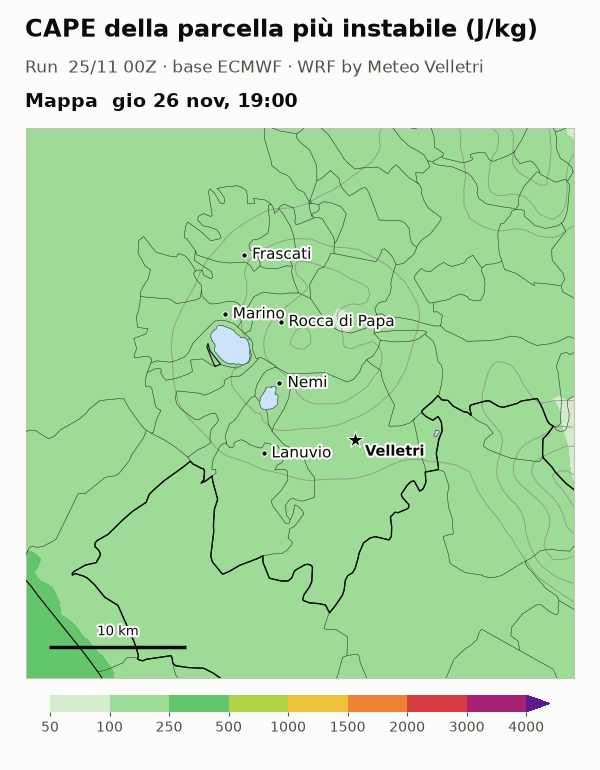 CAPE della parcella più instabile (J/kg)
Run  25/11 00Z · base ECMWF · WRF by Meteo Velletri
Mappa  gio 26 nov, 19:00
Frascati
Marino
Rocca di Papa
Nemi
Velletri
Lanuvio
10 km
50 100 250 500 1000 1500 2000 3000 4000